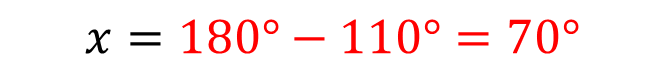 x = 180° − 110° = 70°